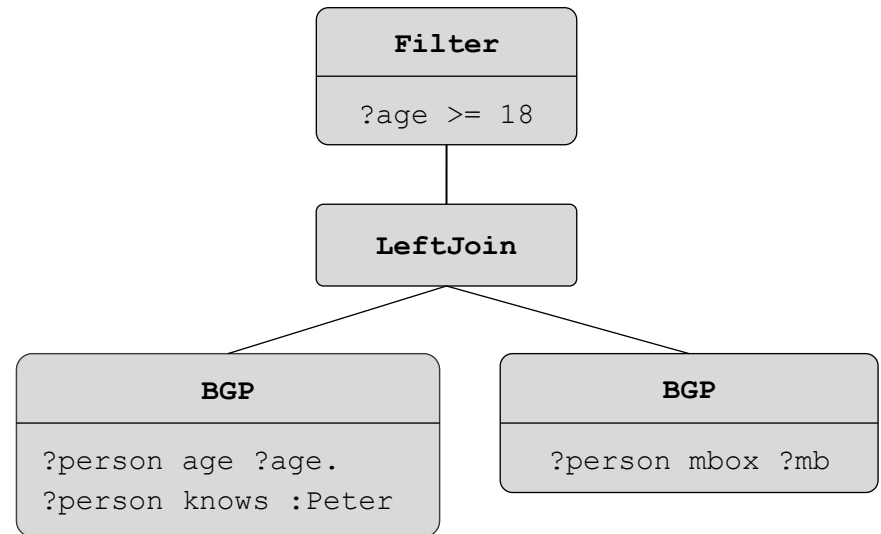 Filter
?age >= 18
LeftJoin
BGP
?person age ?age.
?person knows :Peter
BGP
?person mbox ?mb